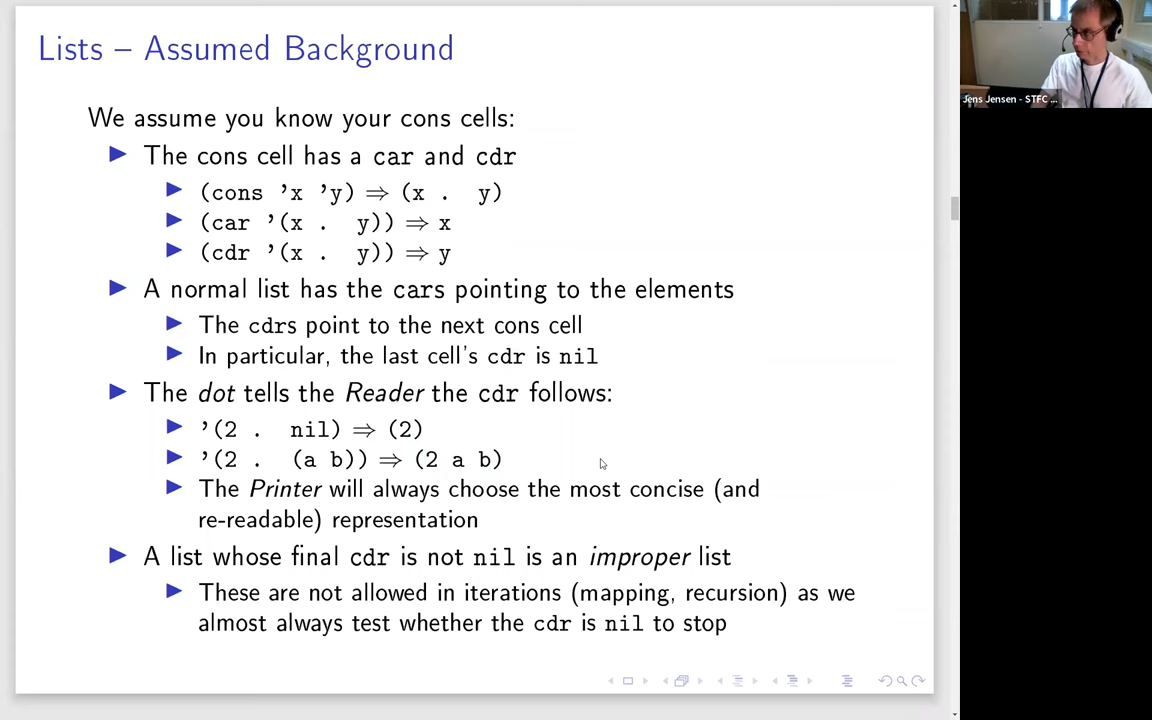 Lists – Assumed Background
We assume you know your cons cells:
The cons cell has a car and cdr
(cons ’x ’y) ⇒ (x . y)
(car ’(x . y)) ⇒ x
(cdr ’(x . y)) ⇒ y
A normal list has the cars pointing to the elements
The cdrs point to the next cons cell
In particular, the last cell's cdr is nil
The dot tells the Reader the cdr follows:
’(2 . nil) ⇒ (2)
’(2 . (a b)) ⇒ (2 a b)
The Printer will always choose the most concise (and
re-readable) representation
A list whose final cdr is not nil is an improper list
These are not allowed in iterations (mapping, recursion) as we
almost always test whether the cdr is nil to stop
Jens Jensen - STFC ...